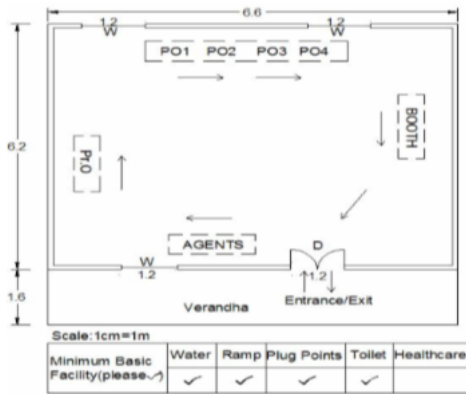 6.6
1.2 1.2
W W
PO1 PO2 PO3 PO4
6.2
BOOTH
Pr.O
AGENTS
W D
1.2 1.2
1.6
Verandha Entrance/Exit
Scale:1cm=1m
Minimum Basic Facility(please ✓) Water Ramp Plug Points Toilet Healthcare
✓ ✓ ✓ ✓